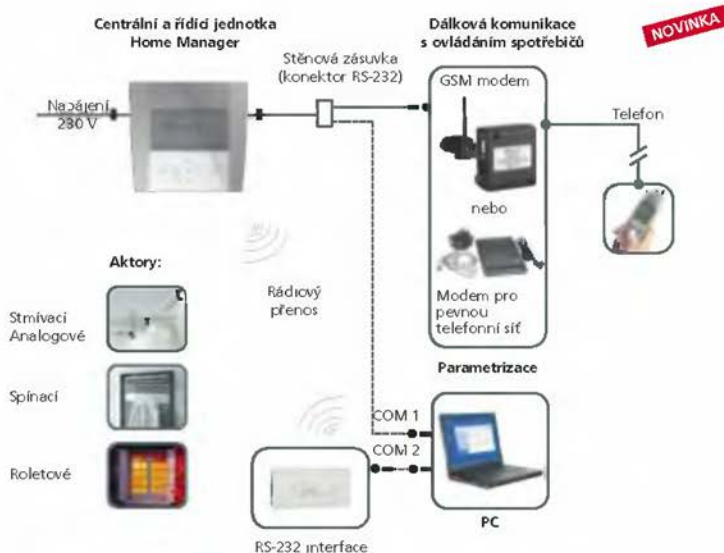 Centrální a řídící jednotka
Home Manager
Dálková komunikace
s ovládáním spotřebičů
NOVINKA
Stěnová zásuvka
(konektor RS-232)
GSM modem
Napájení
230 V
Telefon
nebo
Modem pro
pevnou
telefonní síť
Aktory:
Stmívací
Analogové
Spínací
Roletové
Rádiový
přenos
Parametrizace
COM 1
COM 2
PC
RS-232 interface